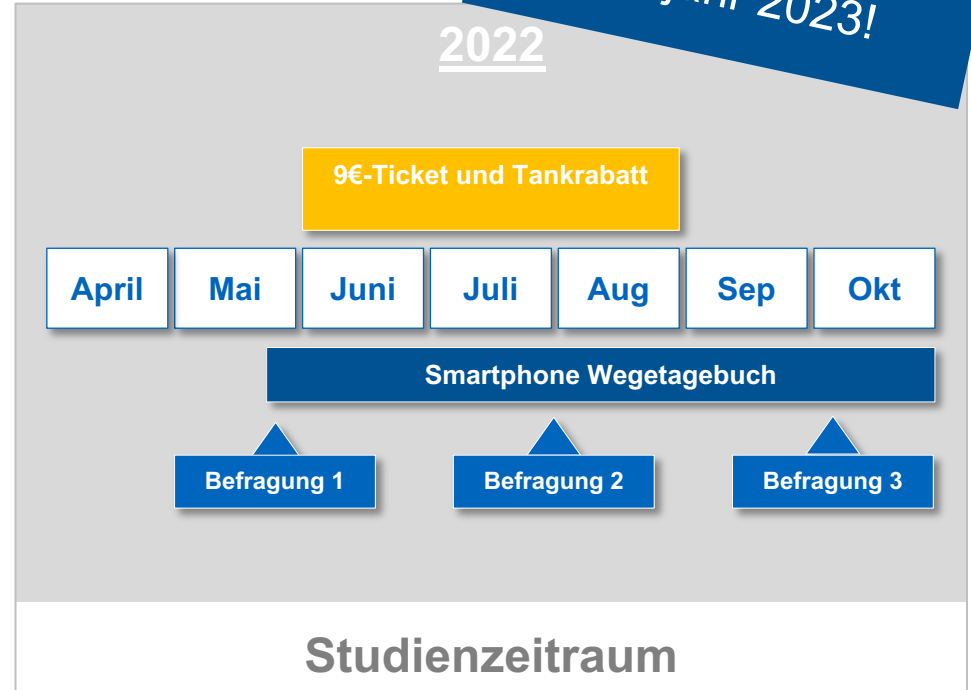 2023!
2022
9€-Ticket und Tankrabatt
April Mai Juni Juli Aug Sep Okt
Smartphone Wegetagebuch
Befragung 1 Befragung 2 Befragung 3
Studienzeitraum